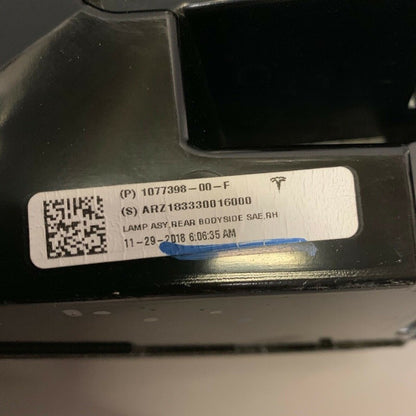 (P) 1077398-00-F
(S) ARZ183330016000
LAMP ASY,REAR BODYSIDE SAE,RH
11-29-2018 6:06:35 AM